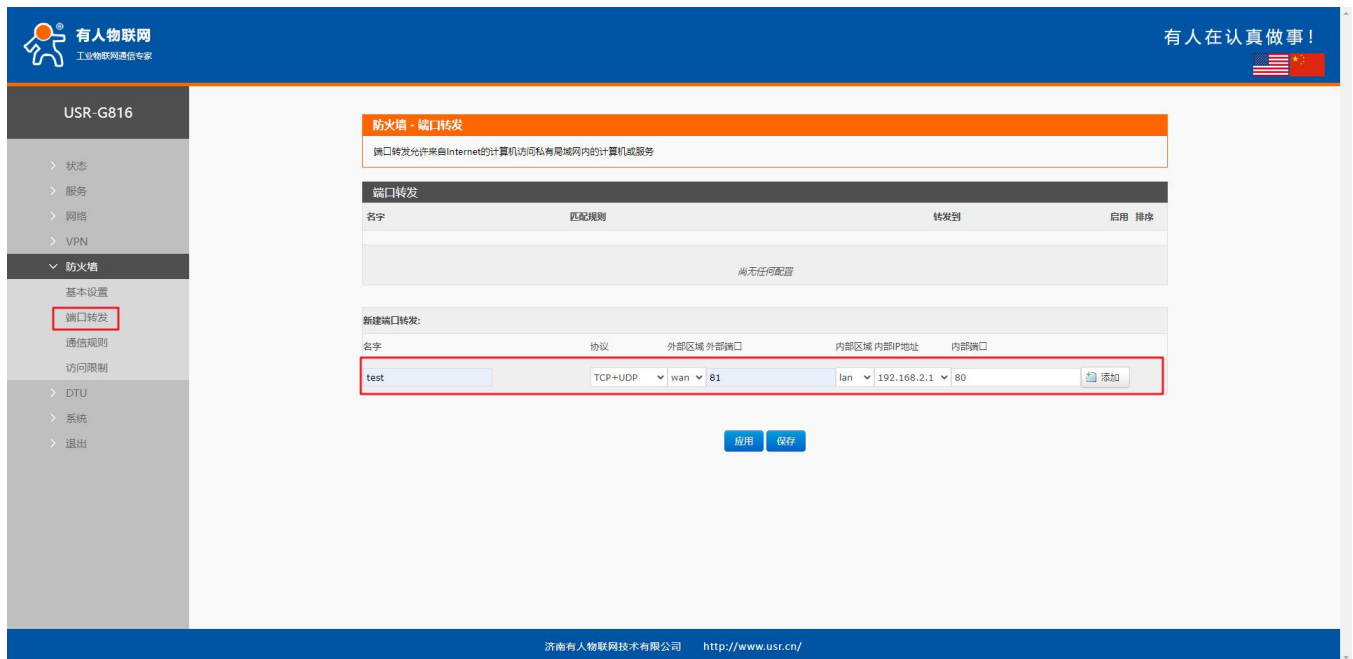 有人物联网
工业物联网通信专家
有人在认真做事!
USR-G816
状态
服务
网络
VPN
防火墙
基本设置
端口转发
通信规则
访问限制
DTU
系统
退出
防火墙 - 端口转发
端口转发允许来自Internet的计算机访问私有局域网内的计算机或服务
端口转发
名字 匹配规则 转发到 启用 排序
尚无任何配置
新建端口转发:
名字 协议 外部区域 外部端口 内部区域 内部IP地址 内部端口
test TCP+UDP wan 81 lan 192.168.2.1 80 添加
应用 保存
济南有人物联网技术有限公司 http://www.usr.cn/